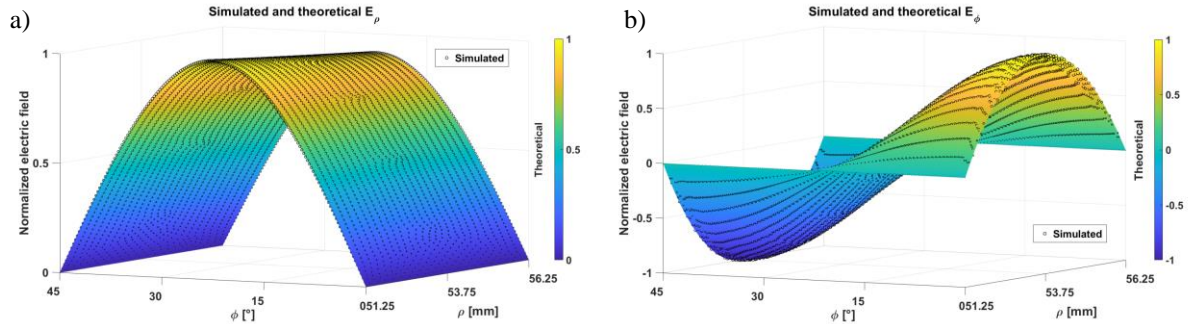 a)
Simulated and theoretical Eρ
Normalized electric field
1
0.5
0
45
30
15
0
51.25
53.75
56.25
ϕ [°]
ρ [mm]
Simulated
1
0.5
0
Theoretical
b)
Simulated and theoretical Eϕ
Normalized electric field
1
0.5
0
-0.5
-1
45
30
15
0
51.25
53.75
56.25
ϕ [°]
ρ [mm]
Simulated
1
0.5
0
-0.5
-1
Theoretical